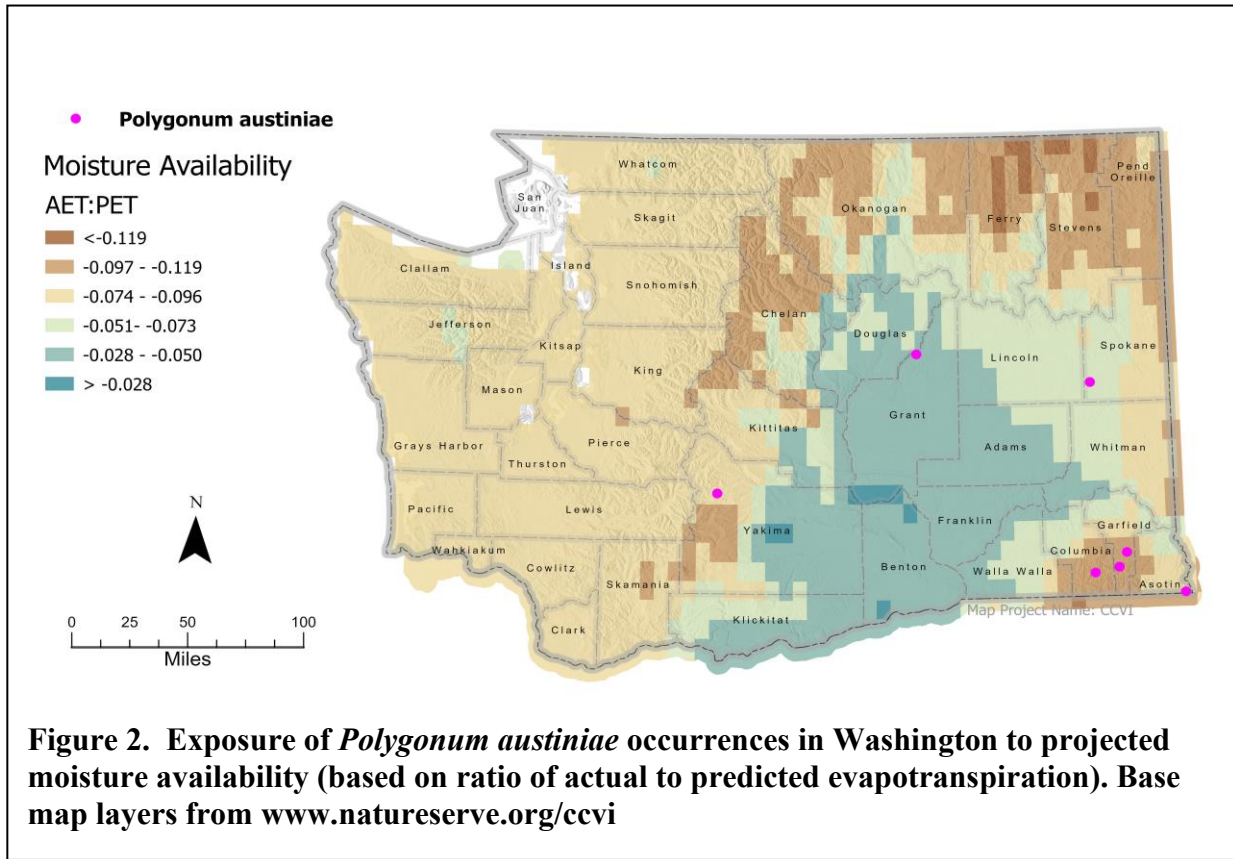 Polygonum austiniae
Moisture Availability
AET:PET
<-0.119
-0.097 - -0.119
-0.074 - -0.096
-0.051- -0.073
-0.028 - -0.050
> -0.028
N
0 25 50 100
Miles
Whatcom
San
Juan
Skagit
Island
Clallam
Snohomish
Jefferson
Kitsap
King
Mason
Grays Harbor
Thurston
Pierce
Pacific
Lewis
Wahkiakum
Cowlitz
Skamania
Clark
Okanogan
Ferry
Stevens
Pend
Oreille
Chelan
Douglas
Lincoln
Spokane
Grant
Kittitas
Adams
Whitman
Yakima
Franklin
Garfield
Columbia
Benton
Walla Walla
Asotin
Klickitat
Map Project Name: CCVI
Figure 2. Exposure of Polygonum austiniae occurrences in Washington to projected
moisture availability (based on ratio of actual to predicted evapotranspiration). Base
map layers from www.natureserve.org/ccvi